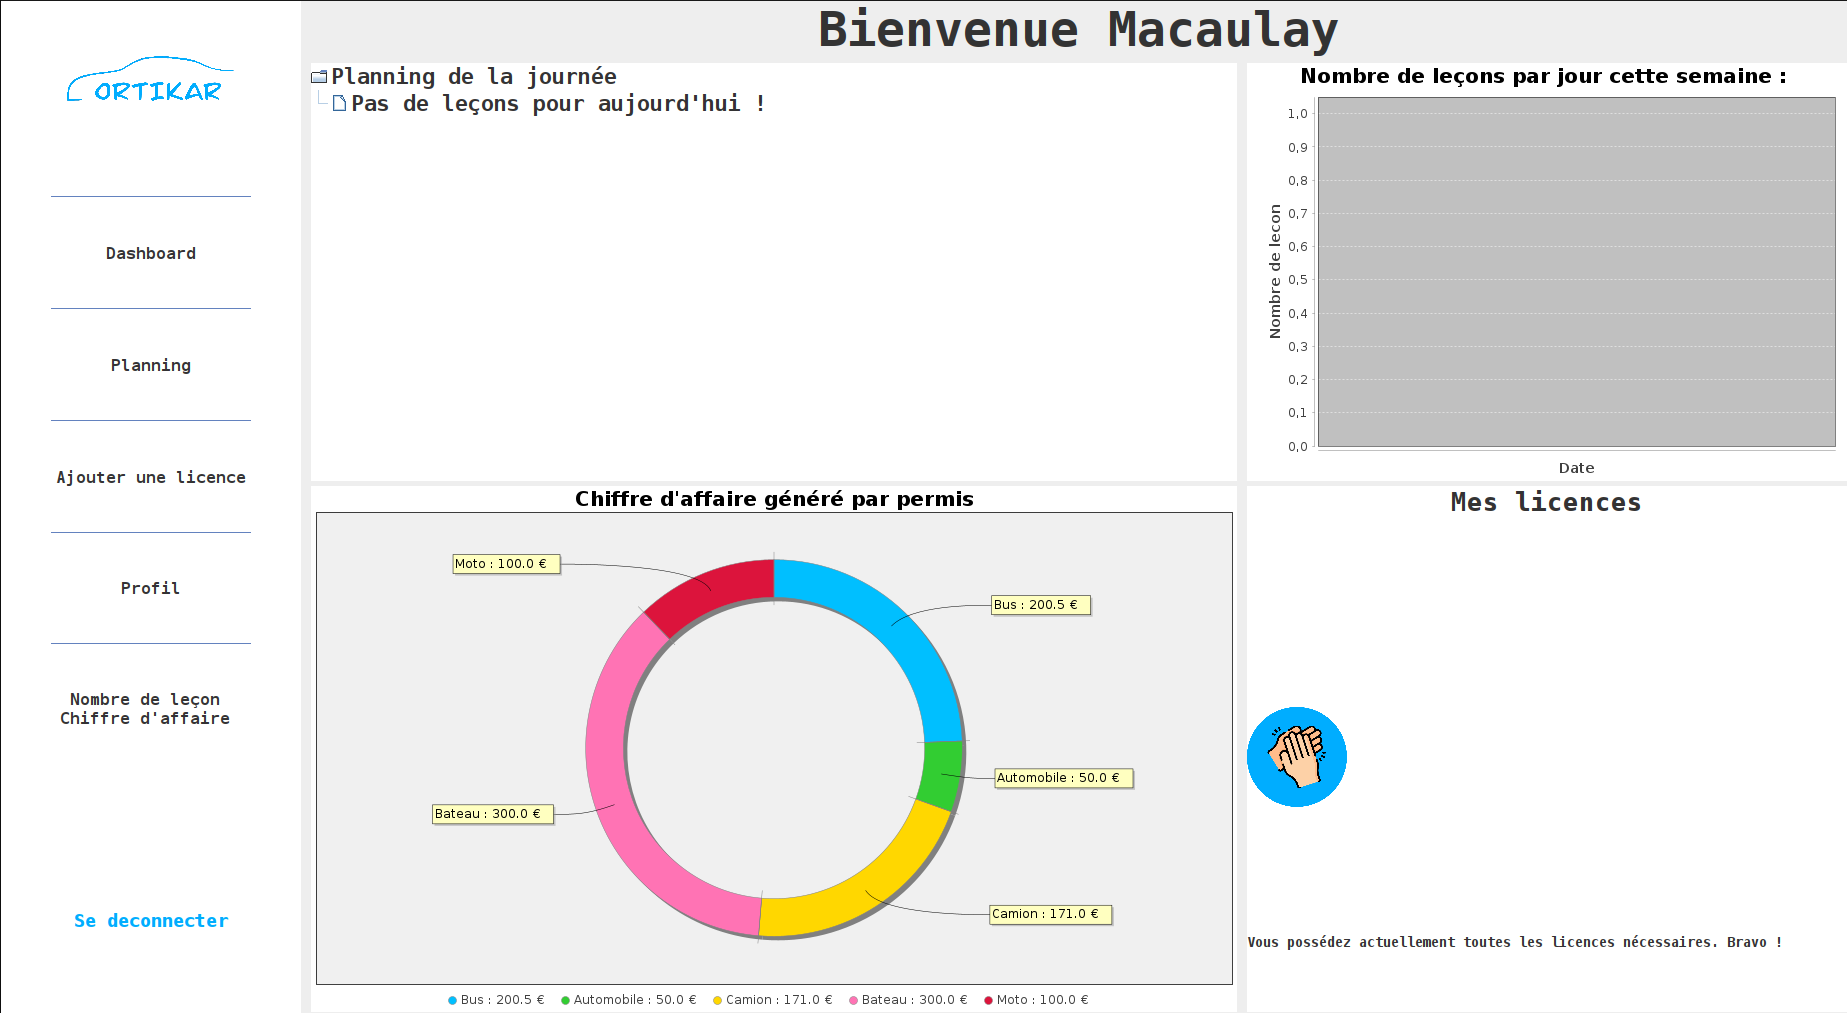 ORTIKAR
Dashboard
Planning
Ajouter une licence
Profil
Nombre de leçon
Chiffre d'affaire
Se deconnecter
Bienvenue Macaulay
Planning de la journée
Pas de leçons pour aujourd'hui !
Nombre de leçons par jour cette semaine :
Nombre de lecon
1,0
0,9
0,8
0,7
0,6
0,5
0,4
0,3
0,2
0,1
0,0
Date
Chiffre d'affaire généré par permis
Moto : 100.0 €
Bus : 200.5 €
Automobile : 50.0 €
Bateau : 300.0 €
Camion : 171.0 €
Bus : 200.5 € Automobile : 50.0 € Camion : 171.0 € Bateau : 300.0 € Moto : 100.0 €
Mes licences
Vous possédez actuellement toutes les licences nécessaires. Bravo !